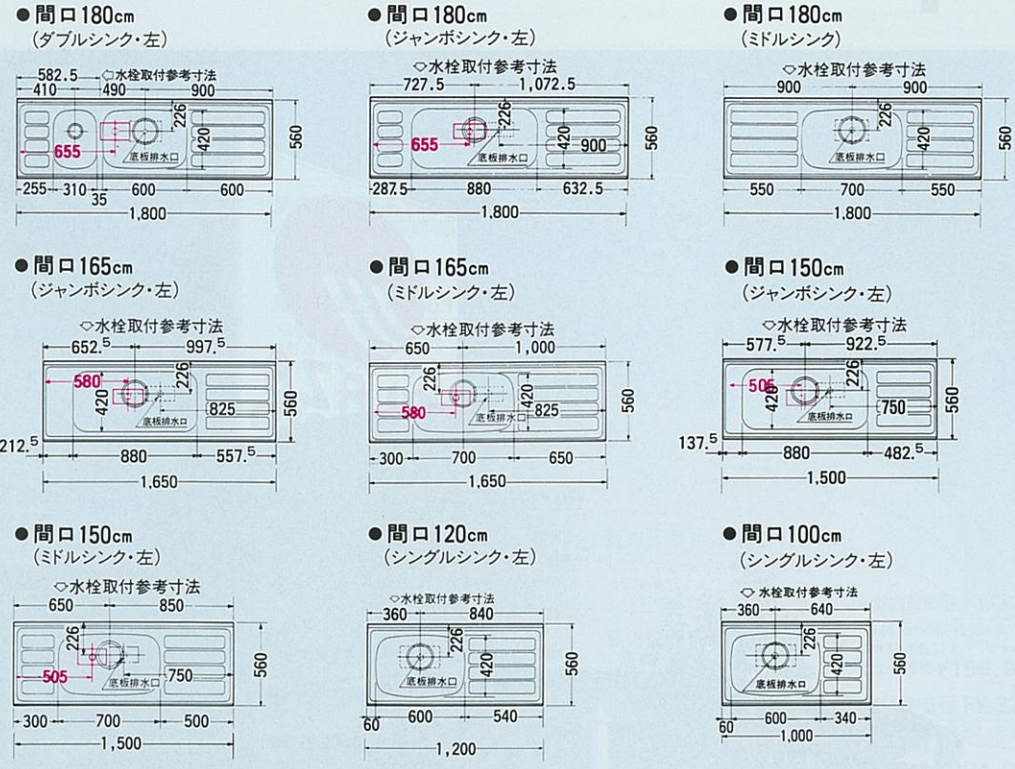 ●間口180cm
(ダブルシンク・左)
582.5
水栓取付参考寸法
410
490
900
226
420
560
655
底板排水口
255
310
35
600
600
1,800
●間口180cm
(ジャンボシンク・左)
水栓取付参考寸法
727.5
1,072.5
226
420
560
655
900
底板排水口
287.5
880
632.5
1,800
●間口180cm
(ミドルシンク)
水栓取付参考寸法
900
900
226
420
560
底板排水口
550
700
550
1,800
●間口165cm
(ジャンボシンク・左)
水栓取付参考寸法
652.5
997.5
580
226
420
560
825
底板排水口
212.5
880
557.5
1,650
●間口165cm
(ミドルシンク・左)
水栓取付参考寸法
650
1,000
226
420
560
580
825
底板排水口
300
700
650
1,650
●間口150cm
(ジャンボシンク・左)
水栓取付参考寸法
577.5
922.5
505
226
420
560
750
底板排水口
137.5
880
482.5
1,500
●間口150cm
(ミドルシンク・左)
水栓取付参考寸法
650
850
226
560
505
750
底板排水口
300
700
500
1,500
●間口120cm
(シングルシンク・左)
水栓取付参考寸法
360
840
226
420
560
底板排水口
60
600
540
1,200
●間口100cm
(シングルシンク・左)
水栓取付参考寸法
360
640
226
420
560
底板排水口
60
600
340
1,000